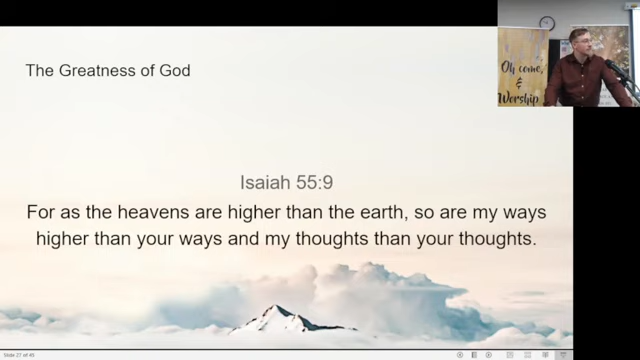 The Greatness of God
Oh come,
&
Worship
Isaiah 55:9
For as the heavens are higher than the earth, so are my ways
higher than your ways and my thoughts than your thoughts.
Slide 27 of 45